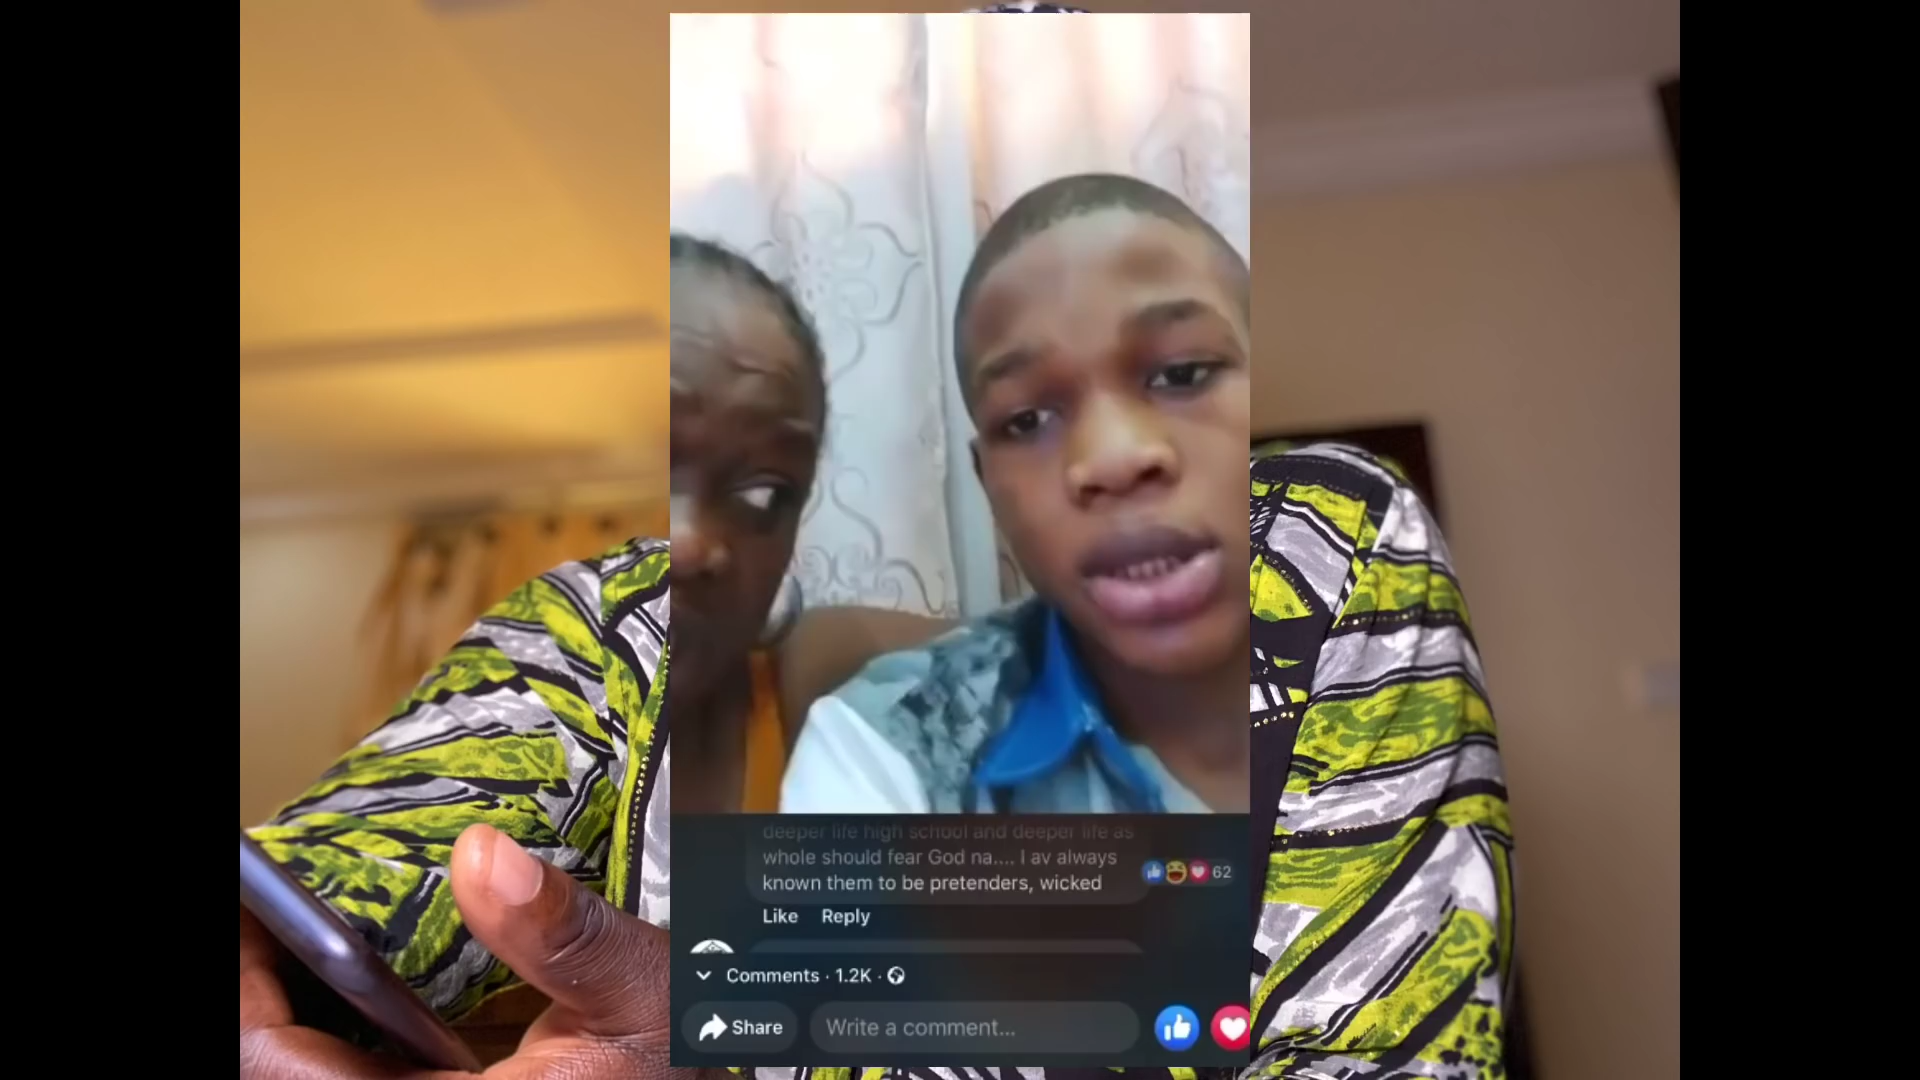 deeper life high school and deeper life as
whole should fear God na.... I av always
known them to be pretenders, wicked
62
Like Reply
Comments · 1.2K ·
Share
Write a comment...